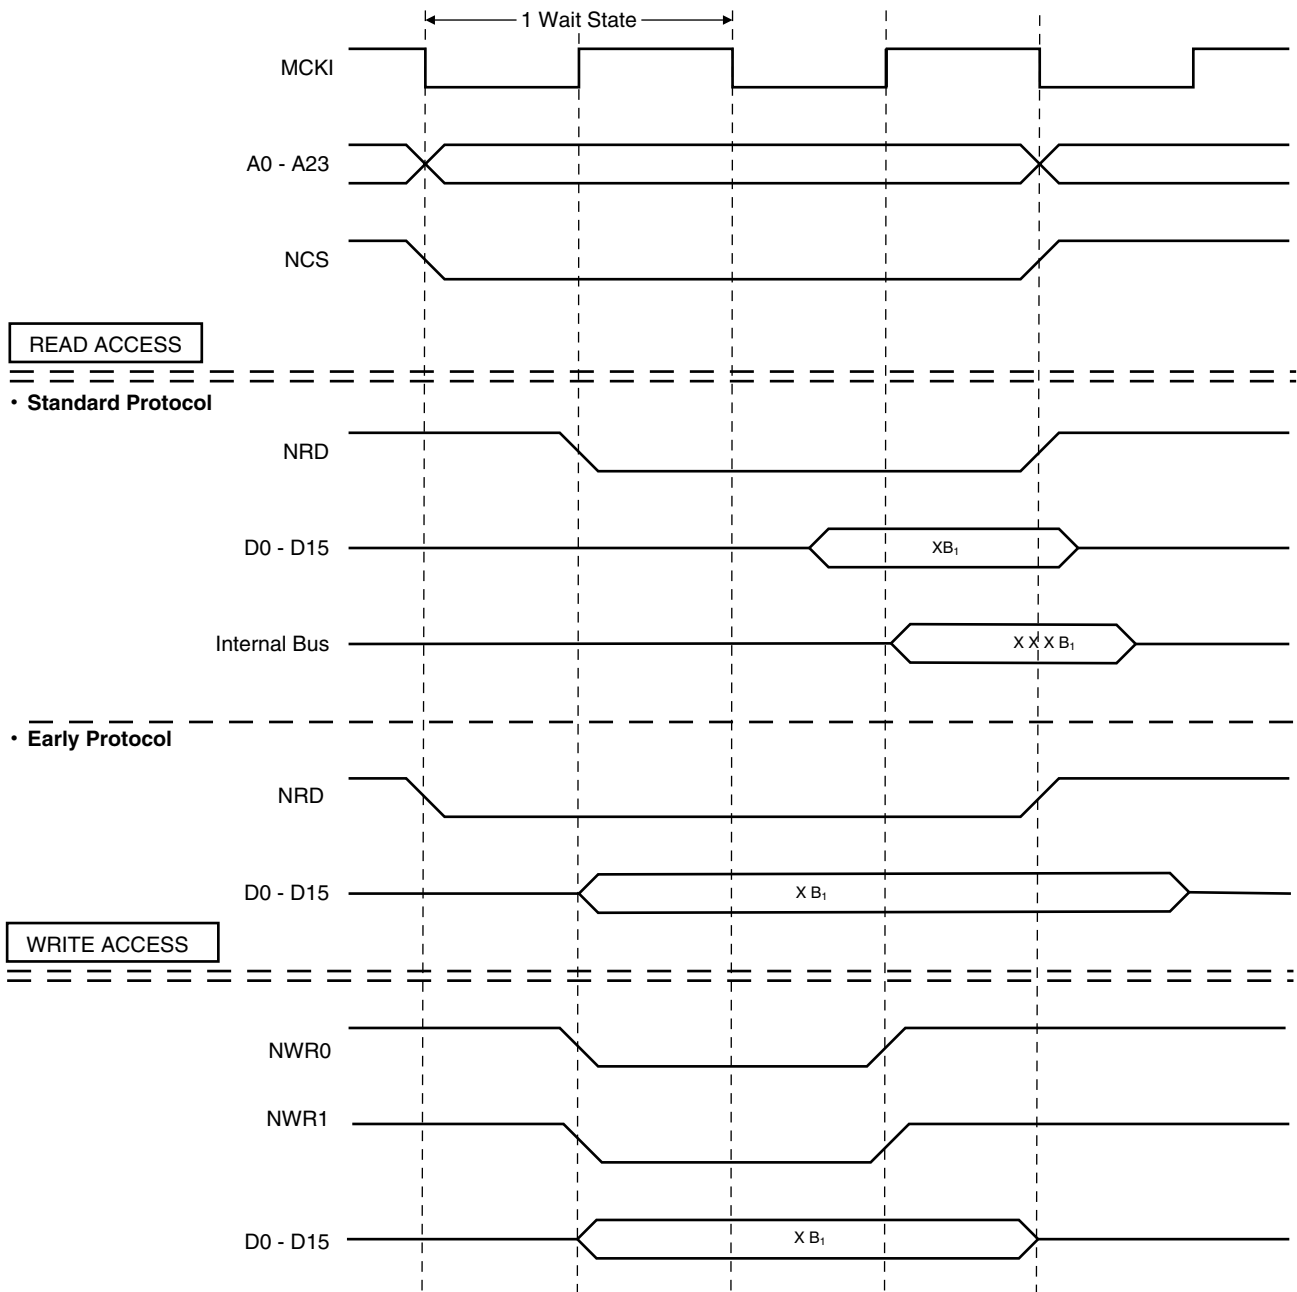 1 Wait State
MCKI
A0 - A23
NCS
READ ACCESS
• Standard Protocol
NRD
D0 - D15
XB₁
Internal Bus
X X X B₁
• Early Protocol
NRD
D0 - D15
X B₁
WRITE ACCESS
NWR0
NWR1
D0 - D15
X B₁